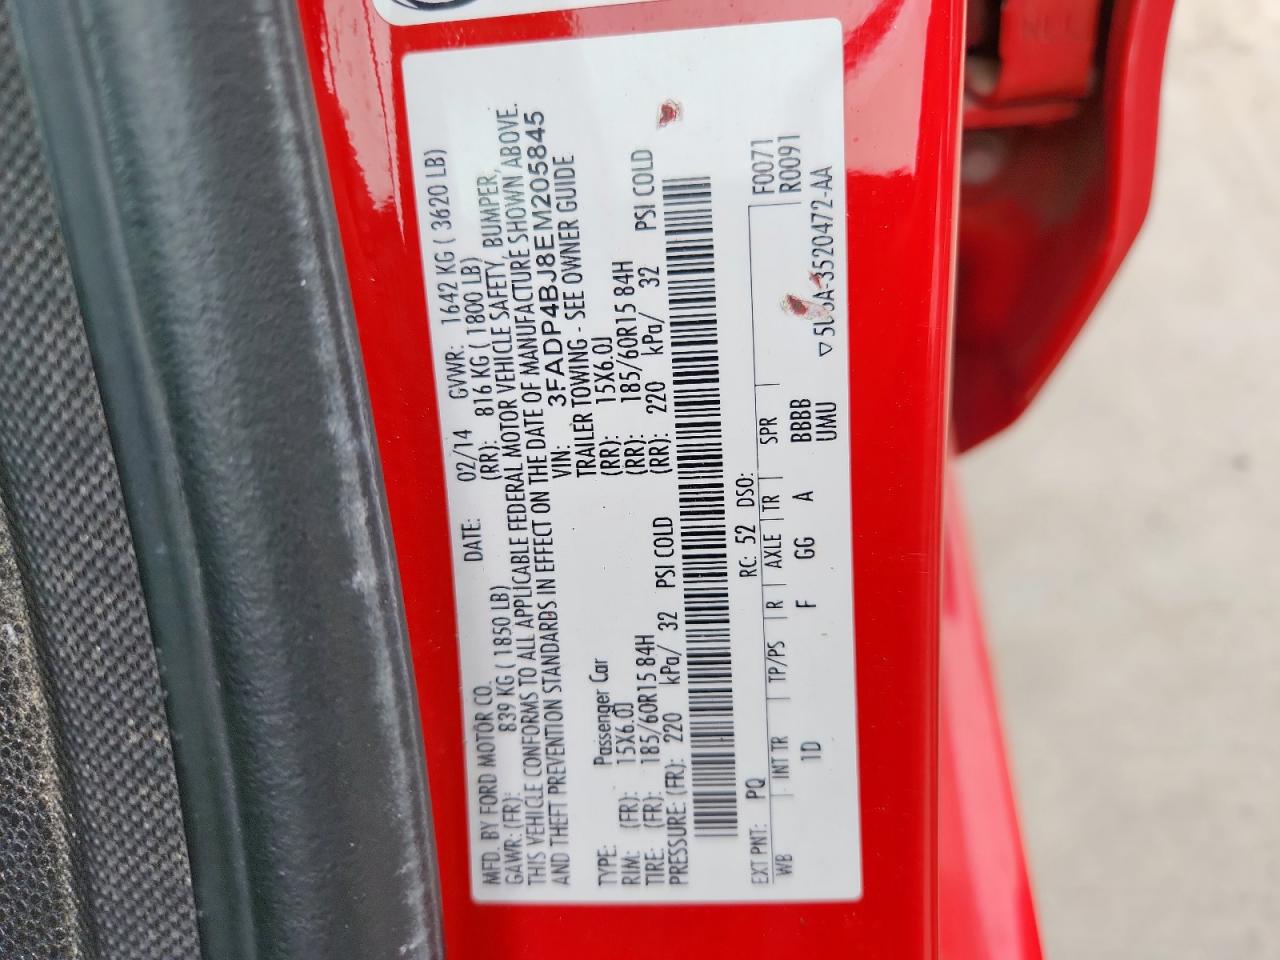 MFD. BY FORD MOTOR CO.
DATE: 02/14 GVWR: 1642 KG ( 3620 LB)
GAWR: (FR): 839 KG ( 1850 LB) (RR): 816 KG ( 1800 LB)
THIS VEHICLE CONFORMS TO ALL APPLICABLE FEDERAL MOTOR VEHICLE SAFETY, BUMPER,
AND THEFT PREVENTION STANDARDS IN EFFECT ON THE DATE OF MANUFACTURE SHOWN ABOVE.
VIN: 3FADP4BJ8EM205845
TYPE: Passenger Car TRAILER TOWING - SEE OWNER GUIDE
RIM: (FR): 15X6.0J (RR): 15X6.0J
TIRE: (FR): 185/60R15 84H (RR): 185/60R15 84H
PRESSURE: (FR): 220 kPa/ 32 PSI COLD (RR): 220 kPa/ 32 PSI COLD
EXT PNT: PQ RC: 52 DSO: F0071
WB INT TR TP/PS R AXLE TR SPR R0091
1D F GG A BBBB
UMU 3520472-AA